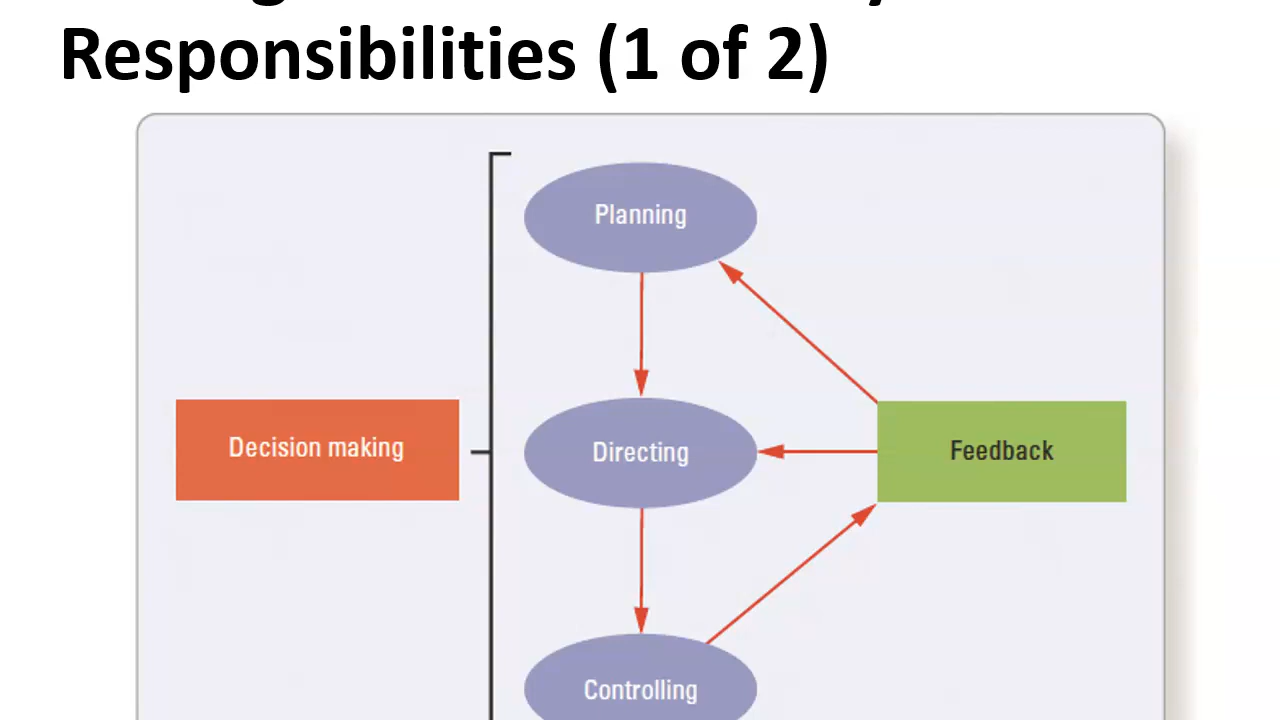 Responsibilities (1 of 2)
Planning
Decision making
Directing
Feedback
Controlling